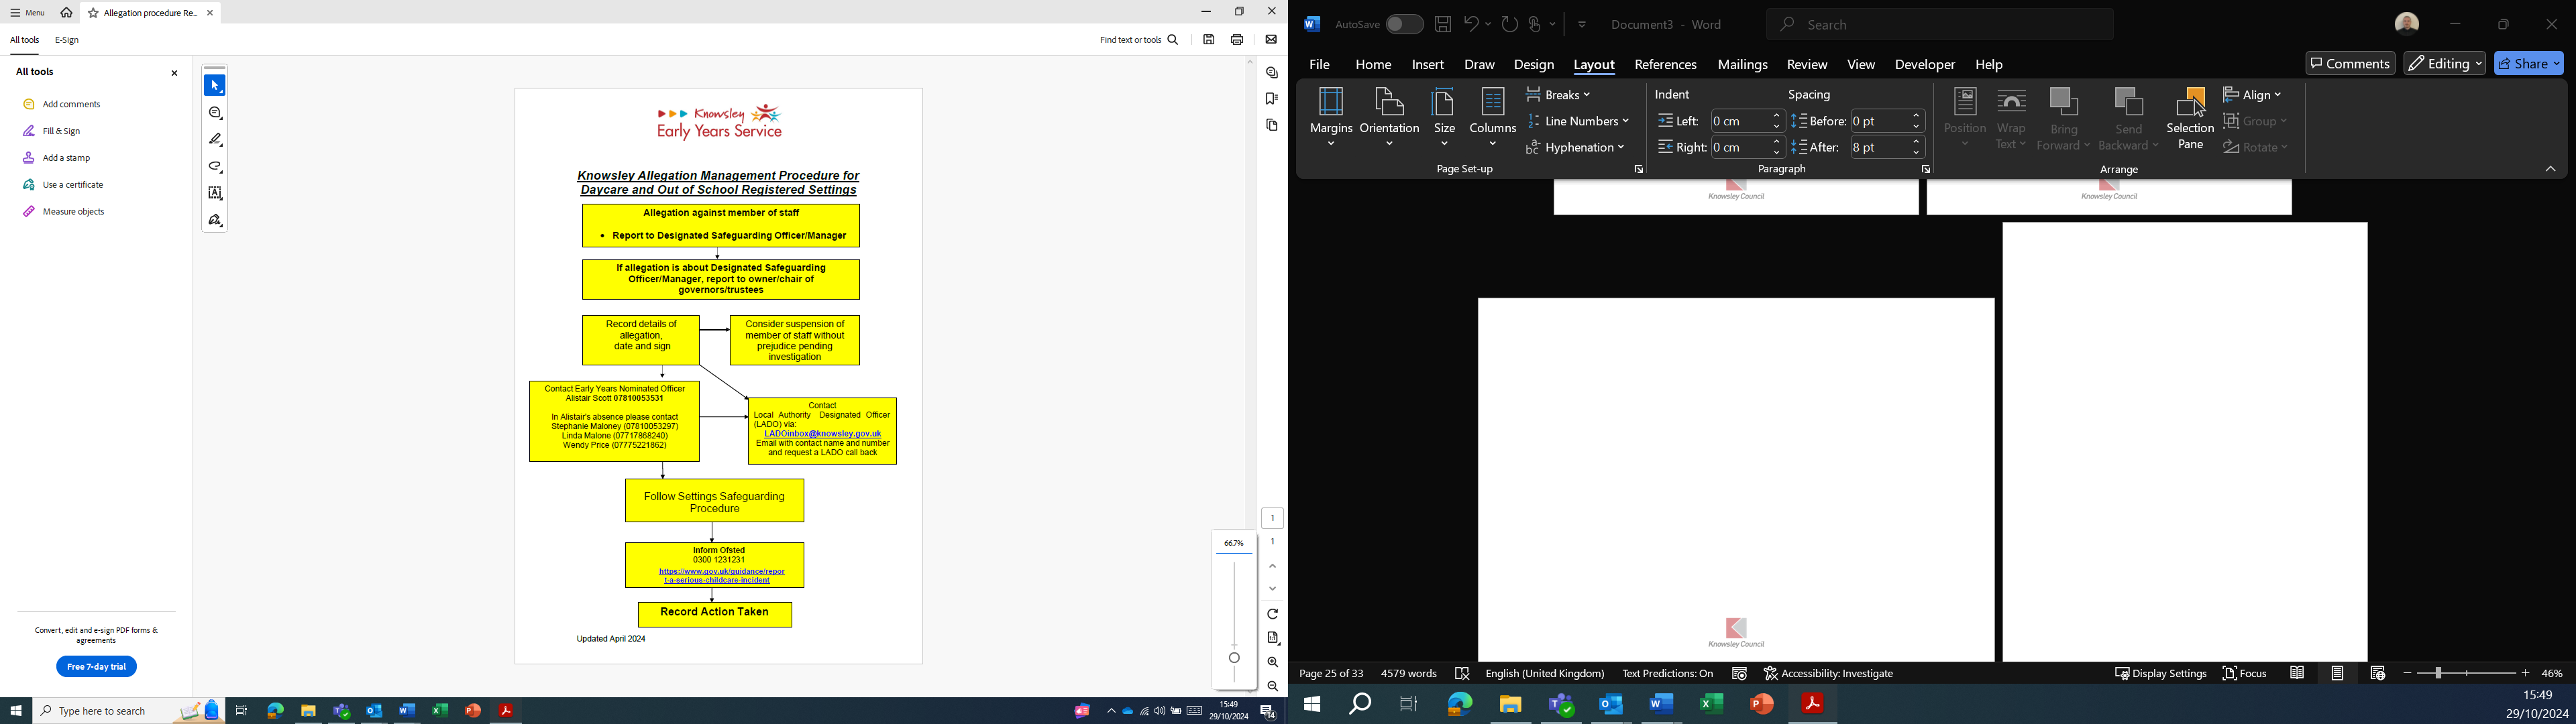 Menu
Allegation procedure Re...
All tools
E-Sign
Find text or tools
All tools
Add comments
Fill & Sign
Add a stamp
Use a certificate
Measure objects
Convert, edit and e-sign PDF forms &
agreements
Free 7-day trial
Knowsley
Early Years Service
Knowsley Allegation Management Procedure for
Daycare and Out of School Registered Settings
Allegation against member of staff
• Report to Designated Safeguarding Officer/Manager
If allegation is about Designated Safeguarding
Officer/Manager, report to owner/chair of
governors/trustees
Record details of
allegation,
date and sign
Consider suspension of
member of staff without
prejudice pending
investigation
Contact Early Years Nominated Officer
Alistair Scott 07810053531
In Alistair's absence please contact
Stephanie Maloney (07810053297)
Linda Malone (07717868240)
Wendy Price (07775221862)
Contact
Local Authority Designated Officer
(LADO) via:
LADOinbox@knowsley.gov.uk
Email with contact name and number
and request a LADO call back
Follow Settings Safeguarding
Procedure
Inform Ofsted
0300 1231231
https://www.gov.uk/guidance/repor
t-a-serious-childcare-incident
Record Action Taken
Updated April 2024
66.7%
1
1
Type here to search
15:49
29/10/2024
14
AutoSave
Document3 - Word
Search
File
Home
Insert
Draw
Design
Layout
References
Mailings
Review
View
Developer
Help
Comments
Editing
Share
Margins
Orientation
Size
Columns
Breaks
Line Numbers
Hyphenation
Page Set-up
Indent
Left: 0 cm
Right: 0 cm
Spacing
Before: 0 pt
After: 8 pt
Paragraph
Position
Wrap
Text
Bring
Forward
Send
Backward
Selection
Pane
Align
Group
Rotate
Arrange
Knowsley Council
Knowsley Council
Knowsley Council
Page 25 of 33
4579 words
English (United Kingdom)
Text Predictions: On
Accessibility: Investigate
Display Settings
Focus
46%
15:49
29/10/2024